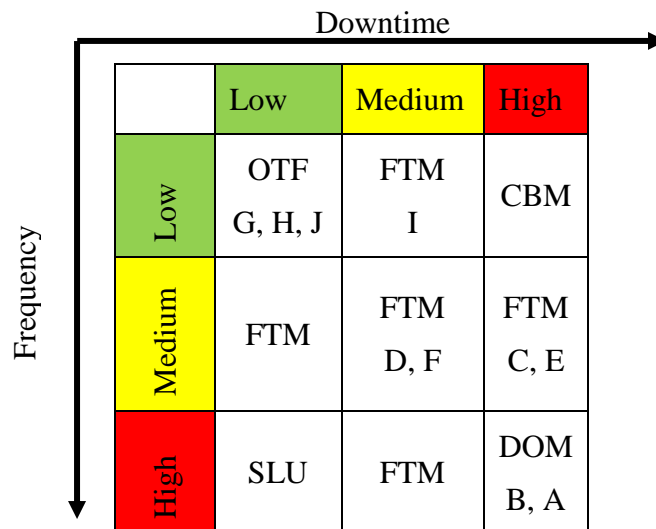 Downtime
Low Medium High
Frequency
Low
OTF
G, H, J
FTM
I
CBM
Medium
FTM
FTM
D, F
FTM
C, E
High
SLU
FTM
DOM
B, A